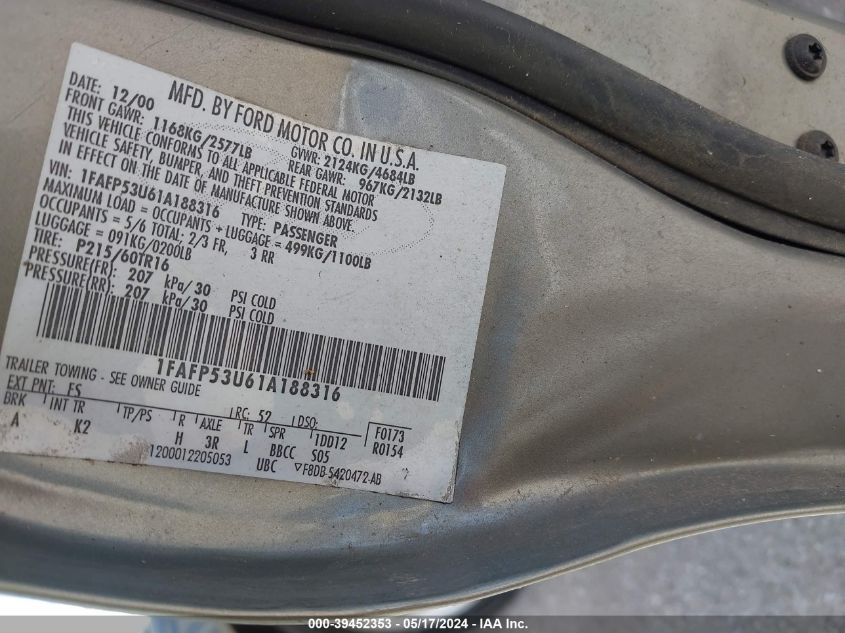 MFD. BY FORD MOTOR CO. IN U.S.A.
DATE: 12/00 GVWR: 2124KG/4684LB
FRONT GAWR: 1168KG/2577LB REAR GAWR: 967KG/2132LB
THIS VEHICLE CONFORMS TO ALL APPLICABLE FEDERAL MOTOR
VEHICLE SAFETY, BUMPER, AND THEFT PREVENTION STANDARDS
IN EFFECT ON THE DATE OF MANUFACTURE SHOWN ABOVE.
VIN: 1FAFP53U61A188316 TYPE: PASSENGER
MAXIMUM LOAD = OCCUPANTS + LUGGAGE = 499KG/1100LB
OCCUPANTS = 5/6 TOTAL: 2/3 FR, 3 RR
LUGGAGE = 091KG/0200LB
TIRE: P215/60TR16
PRESSURE(FR): 207 kPa/30 PSI COLD
PRESSURE(RR): 207 kPa/30 PSI COLD
1FAFP53U61A188316
TRAILER TOWING - SEE OWNER GUIDE
EXT PNT: FS RC: 52 DSO: F0173
BRK INT TR TP/PS R AXLE TR SPR R0154
A K2 H 3R L BBCC IDD12 S05
1200012205053 UBC ▽F8DB-5420472-AB
000-39452353 - 05/17/2024 - IAA Inc.